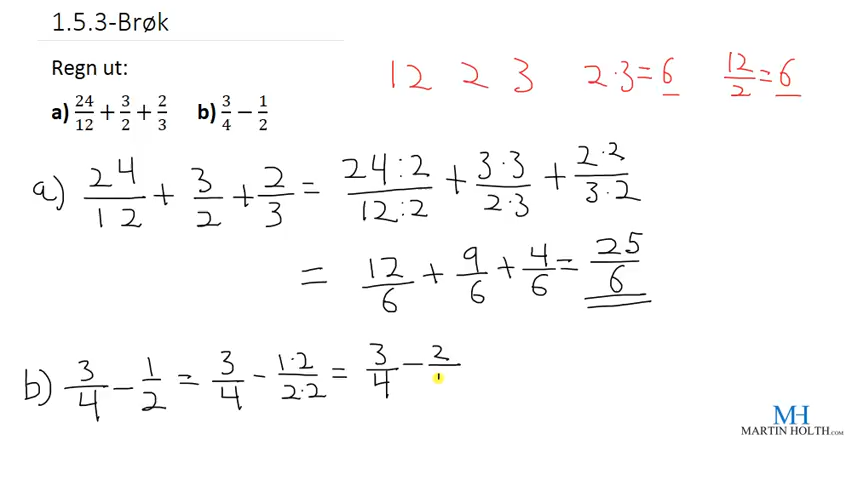 1.5.3-Brøk
Regn ut:
a) 24/12 + 3/2 + 2/3 b) 3/4 − 1/2
12 2 3 2·3=6 12/2=6
a) 24/12 + 3/2 + 2/3 = 24:2/12:2 + 3·3/2·3 + 2·2/3·2
= 12/6 + 9/6 + 4/6 = 25/6
b) 3/4 − 1/2 = 3/4 − 1·2/2·2 = 3/4 − 2/
MH
MARTIN HOLTH.COM